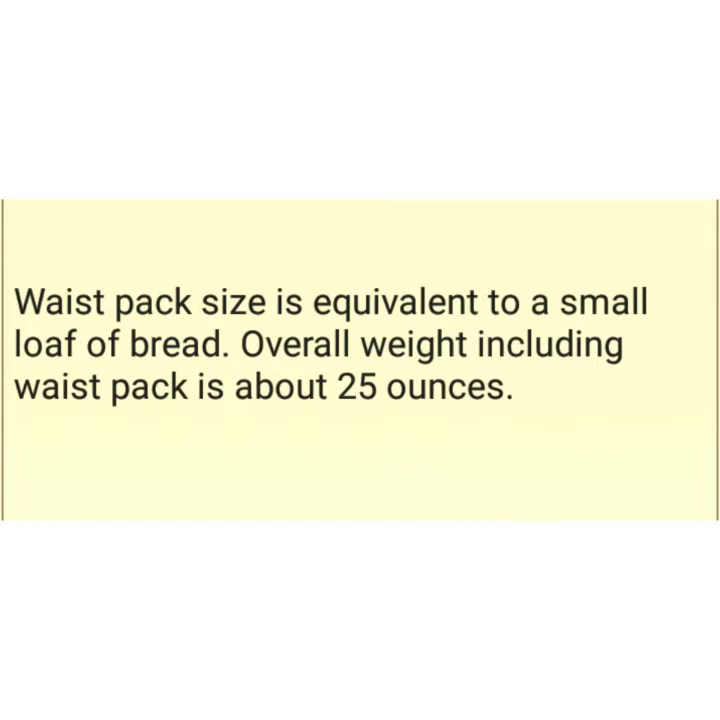 Waist pack size is equivalent to a small
loaf of bread. Overall weight including
waist pack is about 25 ounces.